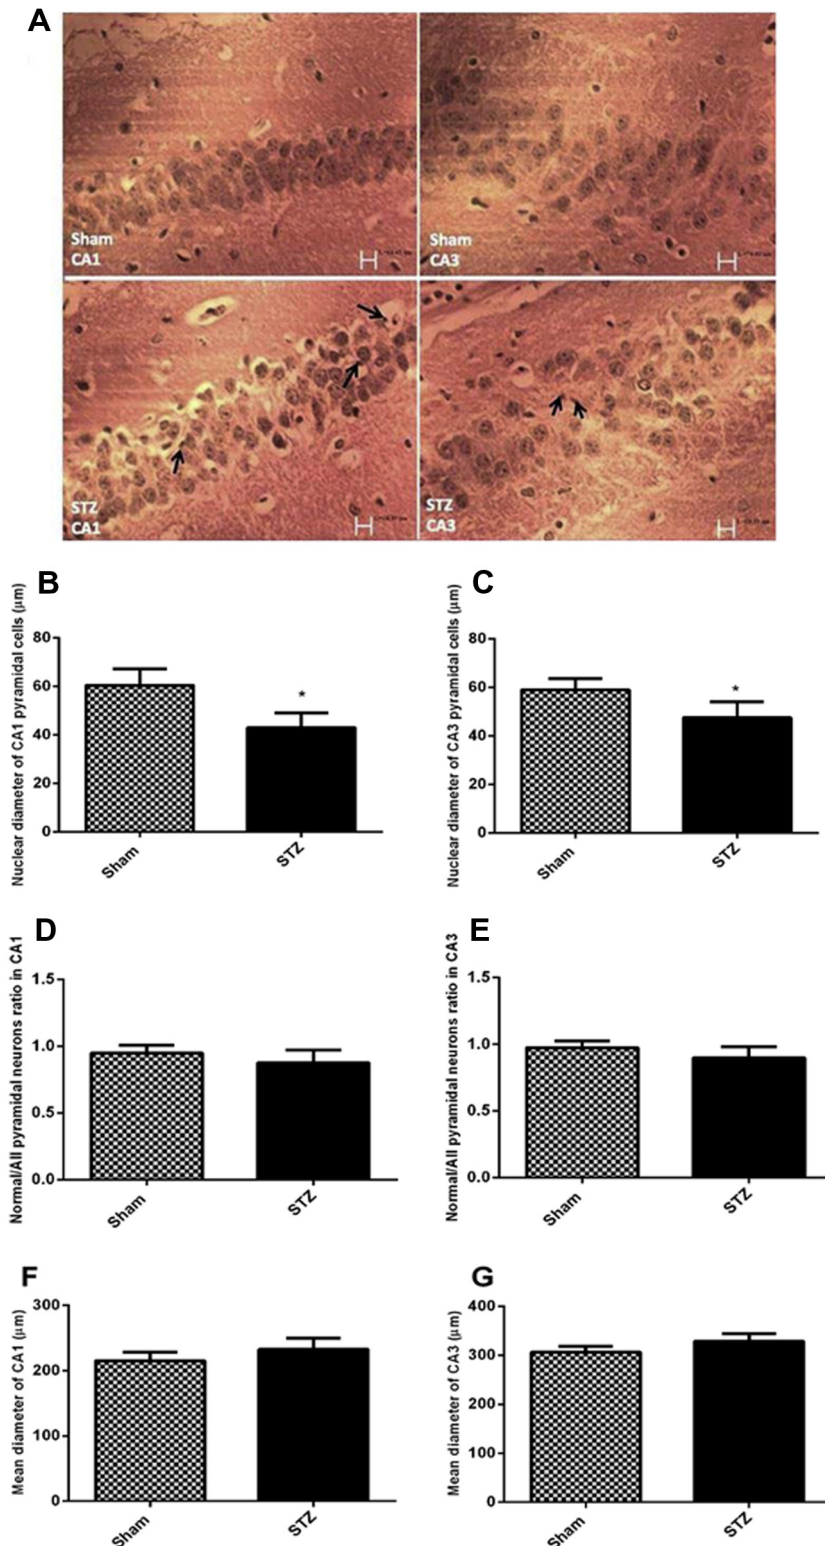 A
Sham
CA1
Sham
CA3
STZ
CA1
STZ
CA3
B
Nuclear diameter of CA1 pyramidal cells (μm)
80
60
40
20
0
*
Sham
STZ
C
Nuclear diameter of CA3 pyramidal cells (μm)
80
60
40
20
0
*
Sham
STZ
D
Normal/All pyramidal neurons ratio in CA1
1.5
1.0
0.5
0.0
Sham
STZ
E
Normal/All pyramidal neurons ratio in CA3
1.5
1.0
0.5
0.0
Sham
STZ
F
Mean diameter of CA1 (μm)
300
200
100
0
Sham
STZ
G
Mean diameter of CA3 (μm)
400
300
200
100
0
Sham
STZ